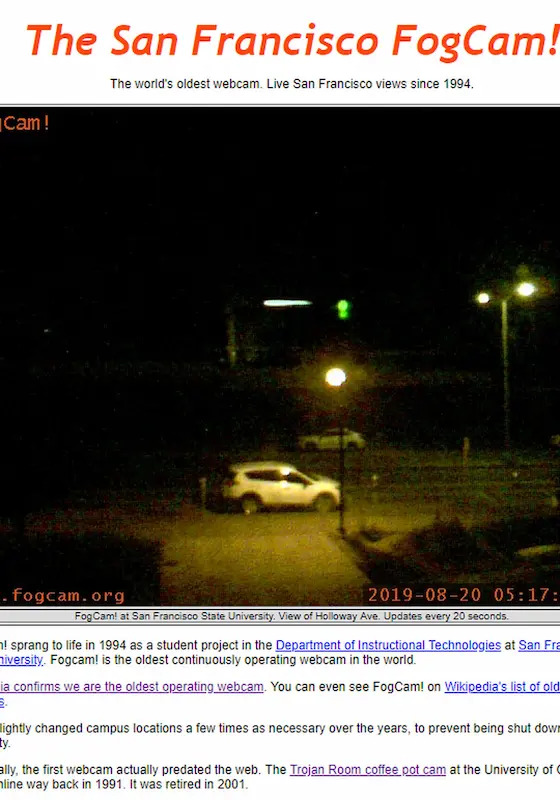 The San Francisco FogCam!
The world's oldest webcam. Live San Francisco views since 1994.
gCam!
.fogcam.org 2019-08-20 05:17:
FogCam! at San Francisco State University. View of Holloway Ave. Updates every 20 seconds.
n! sprang to life in 1994 as a student project in the Department of Instructional Technologies at San Fra
niversity. Fogcam! is the oldest continuously operating webcam in the world.
ia confirms we are the oldest operating webcam. You can even see FogCam! on Wikipedia's list of old
s.
lightly changed campus locations a few times as necessary over the years, to prevent being shut dow
ty.
ally, the first webcam actually predated the web. The Trojan Room coffee pot cam at the University of C
nline way back in 1991. It was retired in 2001.